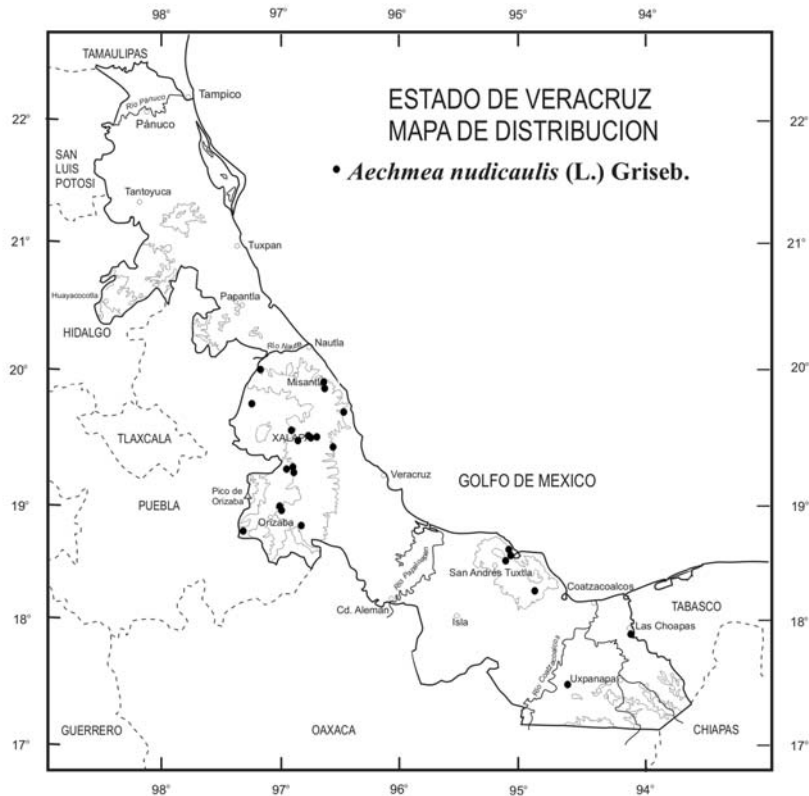 98° 97° 96° 95° 94°
TAMAULIPAS
Río Pánuco
Tampico
ESTADO DE VERACRUZ
MAPA DE DISTRIBUCION
22° 22°
Pánuco
SAN
LUIS
POTOSI
• Aechmea nudicaulis (L.) Griseb.
Tantoyuca
21° 21°
Tuxpan
Huayacocotla
Papantla
HIDALGO
Río Nautla
Nautla
20° 20°
Misantla
TLAXCALA
XALAPA
Veracruz
GOLFO DE MEXICO
19° 19°
PUEBLA
Pico de
Orizaba
Orizaba
Río Papaloapan
San Andrés Tuxtla
Coatzacoalcos
TABASCO
18° 18°
Cd. Alemán
Isla
Las Choapas
Río Coatzacoalcos
Uxpanapa
GUERRERO
OAXACA
CHIAPAS
17° 17°
98° 97° 96° 95° 94°